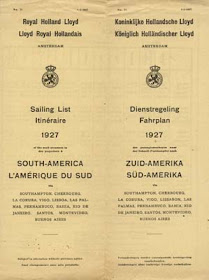 Royal Holland Lloyd
Lloyd Royal Hollandais
AMSTERDAM
Sailing List
Itinéraire
1927
SOUTH-AMERICA
L'AMÉRIQUE DU SUD
SOUTHAMPTON, CHERBOURG,
LA CORUÑA, VIGO, LISBOA, LAS
PALMAS, PERNAMBUCO, BAHIA, RIO DE
JANEIRO, SANTOS, MONTEVIDEO,
BUENOS AIRES
Koninklijke Hollandsche Lloyd
Königlich Holländischer Lloyd
AMSTERDAM
Dienstregeling
Fahrplan
1927
ZUID-AMERIKA
SÜD-AMERIKA
SOUTHAMPTON, CHERBOURG,
LA CORUÑA, VIGO, LISSABON, LAS
PALMAS, PERNAMBUCO, BAHIA, RIO
DE JANEIRO, SANTOS, MONTEVIDEO
BUENOS AIRES